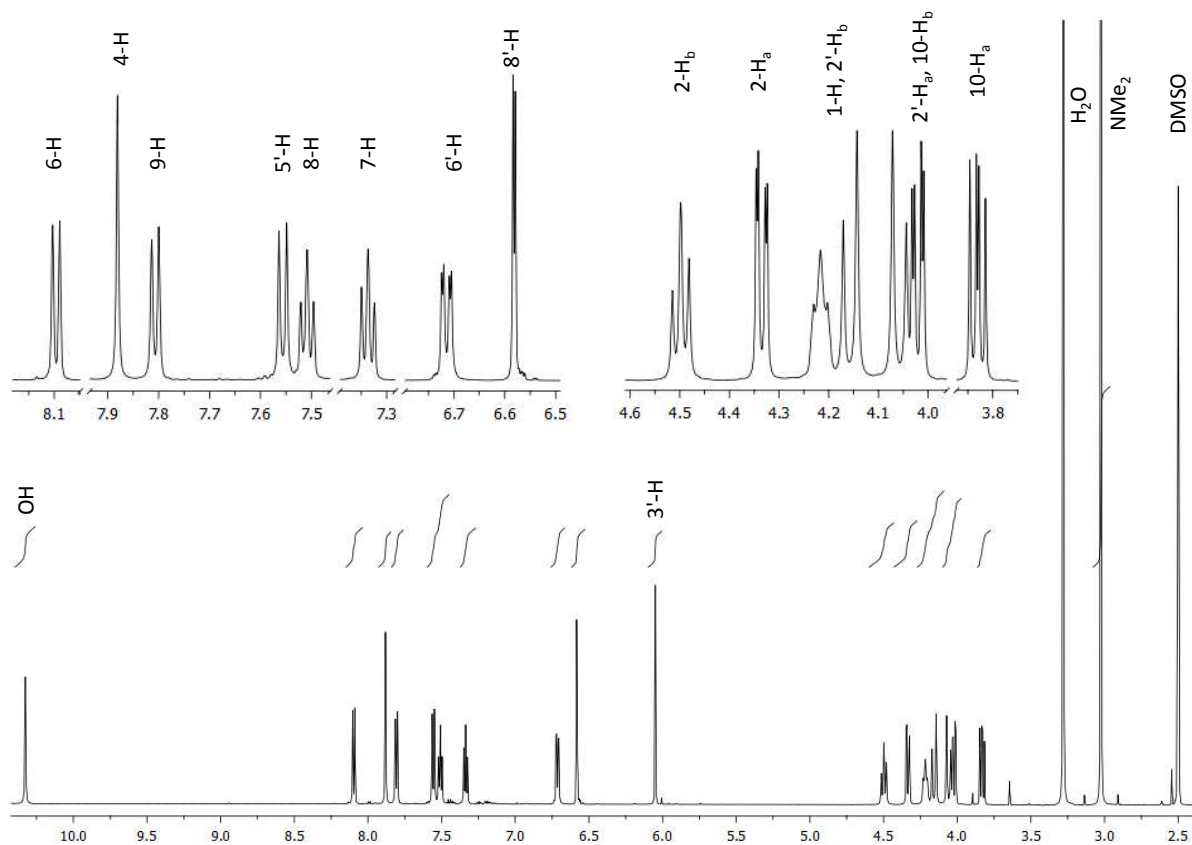 6-H
4-H
9-H
5'-H
8-H
7-H
6'-H
8'-H
2-Hb
2-Ha
1-H, 2'-Hb
2'-Ha, 10-Hb
10-Ha
H2O
NMe2
DMSO
8.1 7.9 7.8 7.7 7.6 7.5 7.3 6.7 6.6 6.5
4.6 4.5 4.4 4.3 4.2 4.1 4.0 3.8
OH
3'-H
10.0 9.5 9.0 8.5 8.0 7.5 7.0 6.5 6.0 5.5 5.0 4.5 4.0 3.5 3.0 2.5